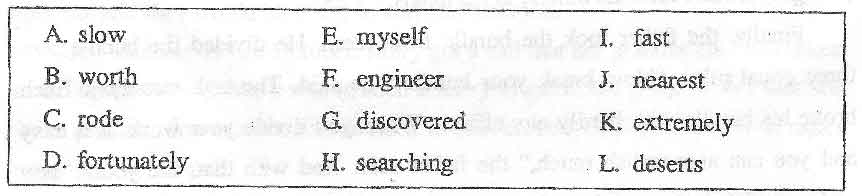 A. slow E. myself I. fast
B. worth F. engineer J. nearest
C. rode G. discovered K. extremely
D. fortunately H. searching L. deserts